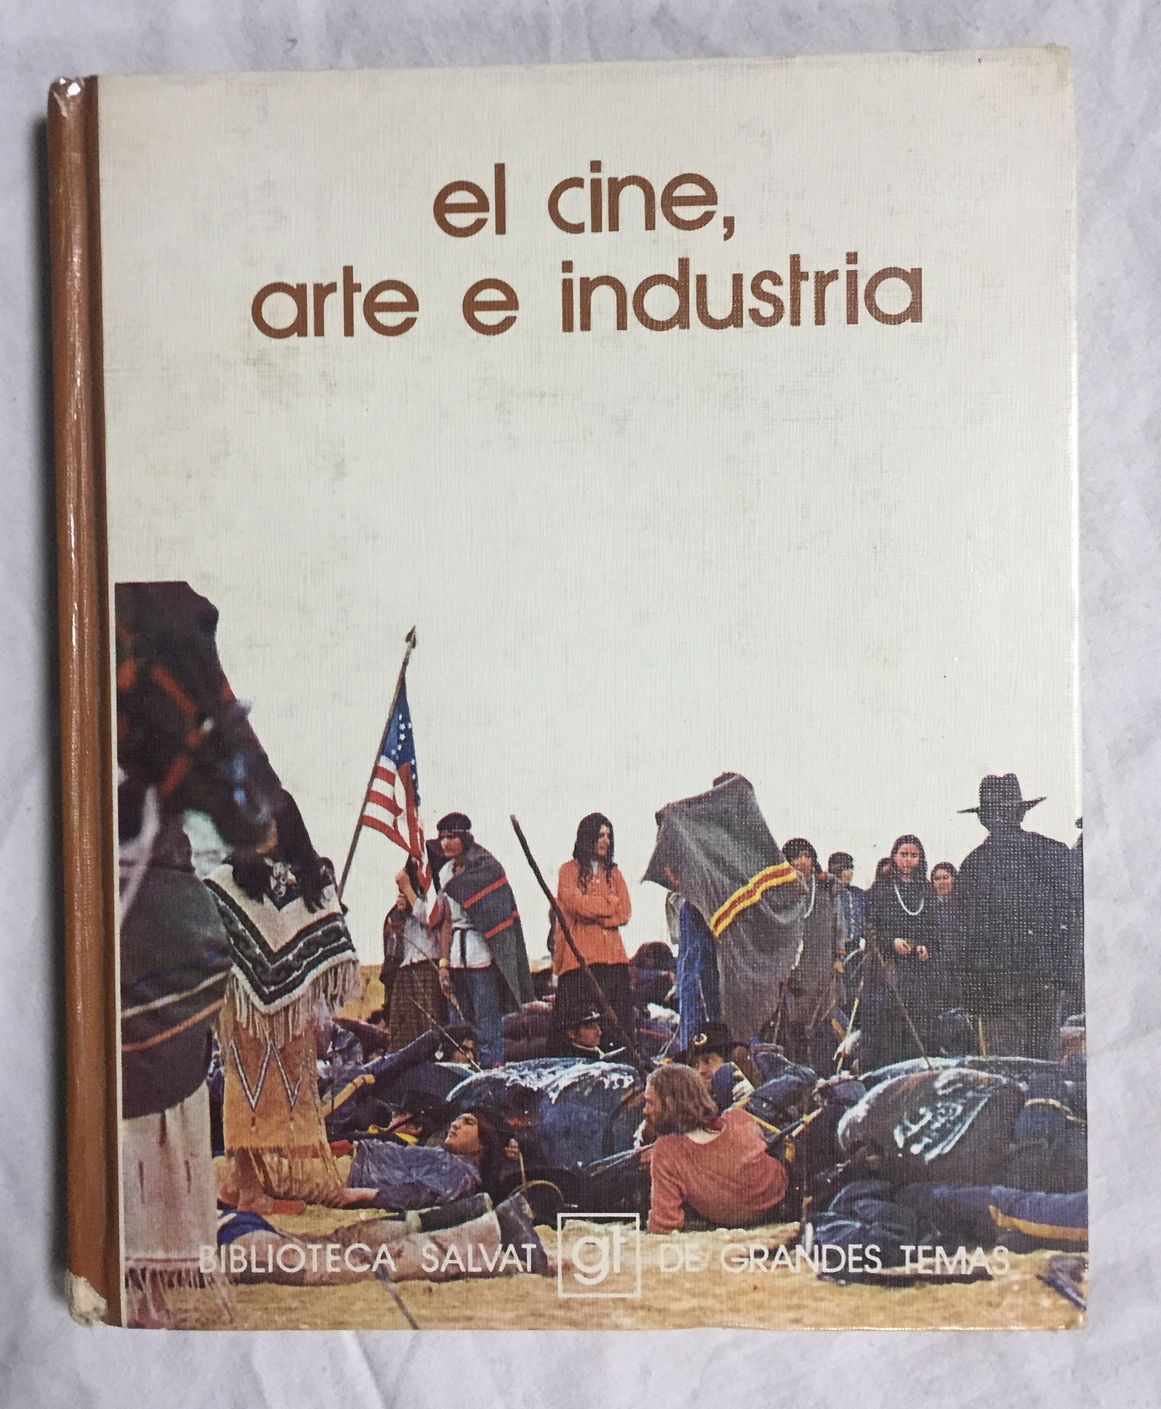 el cine,
arte e industria
BIBLIOTECA SALVAT gt DE GRANDES TEMAS